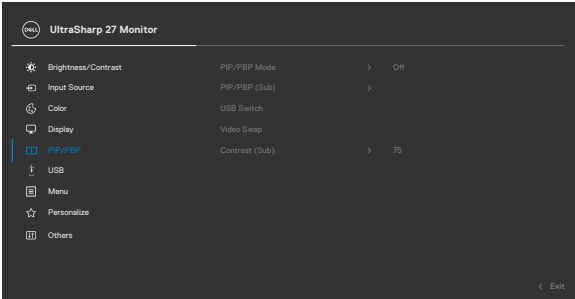 DELL UltraSharp 27 Monitor
Brightness/Contrast PIP/PBP Mode > Off
Input Source PIP/PBP (Sub) >
Color USB Switch
Display Video Swap
PIP/PBP Contrast (Sub) > 75
USB
Menu
Personalize
Others
< Exit